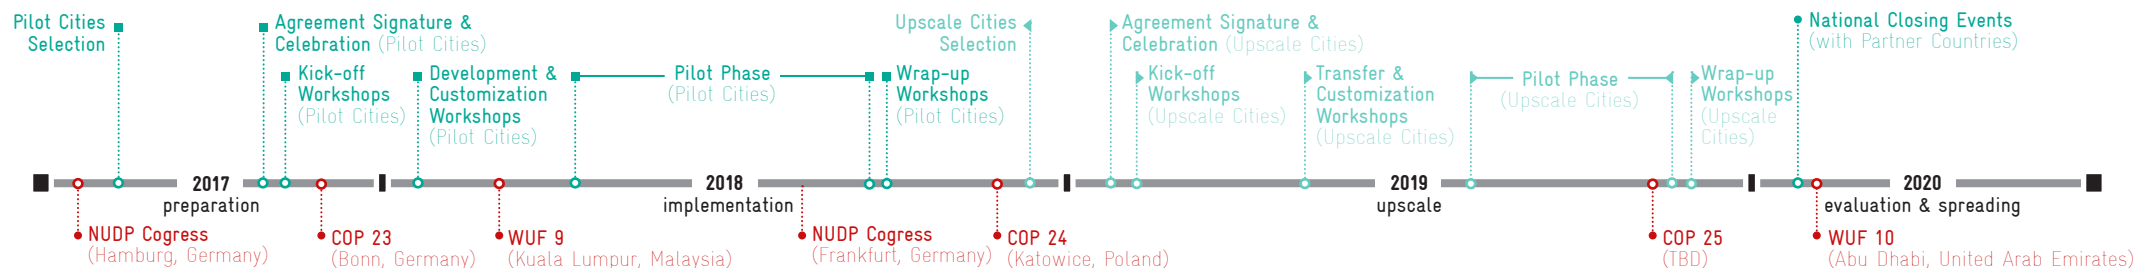 Pilot Cities
Selection
Agreement Signature &
Celebration (Pilot Cities)
Kick-off
Workshops
(Pilot Cities)
Development &
Customization
Workshops
(Pilot Cities)
Pilot Phase
(Pilot Cities)
Wrap-up
Workshops
(Pilot Cities)
Upscale Cities
Selection
Agreement Signature &
Celebration (Upscale Cities)
Kick-off
Workshops
(Upscale Cities)
Transfer &
Customization
Workshops
(Upscale Cities)
Pilot Phase
(Upscale Cities)
Wrap-up
Workshops
(Upscale
Cities)
National Closing Events
(with Partner Countries)
2017
preparation
2018
implementation
2019
upscale
2020
evaluation & spreading
NUDP Cogress
(Hamburg, Germany)
COP 23
(Bonn, Germany)
WUF 9
(Kuala Lumpur, Malaysia)
NUDP Cogress
(Frankfurt, Germany)
COP 24
(Katowice, Poland)
COP 25
(TBD)
WUF 10
(Abu Dhabi, United Arab Emirates)